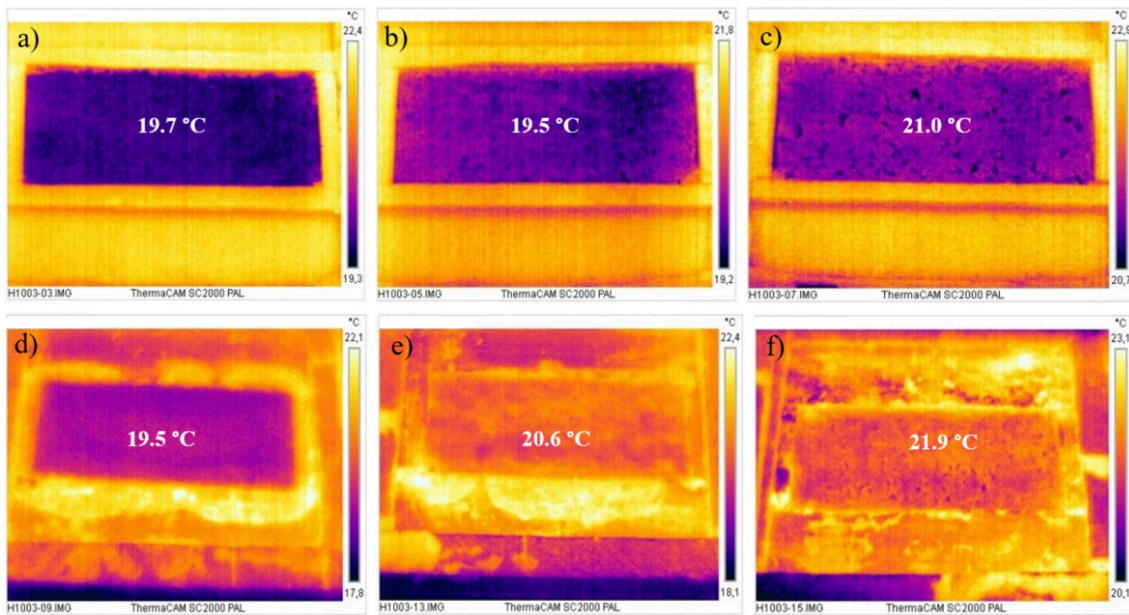 a)
°C
22,4
19.7 °C
19,3
H1003-03.IMG ThermaCAM SC2000 PAL
b)
°C
21,8
19.5 °C
19,2
H1003-05.IMG ThermaCAM SC2000 PAL
c)
°C
22,9
21.0 °C
20,7
H1003-07.IMG ThermaCAM SC2000 PAL
d)
°C
22,1
19.5 °C
17,8
H1003-09.IMG ThermaCAM SC2000 PAL
e)
°C
22,4
20.6 °C
18,1
H1003-13.IMG ThermaCAM SC2000 PAL
f)
°C
23,1
21.9 °C
20,1
H1003-15.IMG ThermaCAM SC2000 PAL